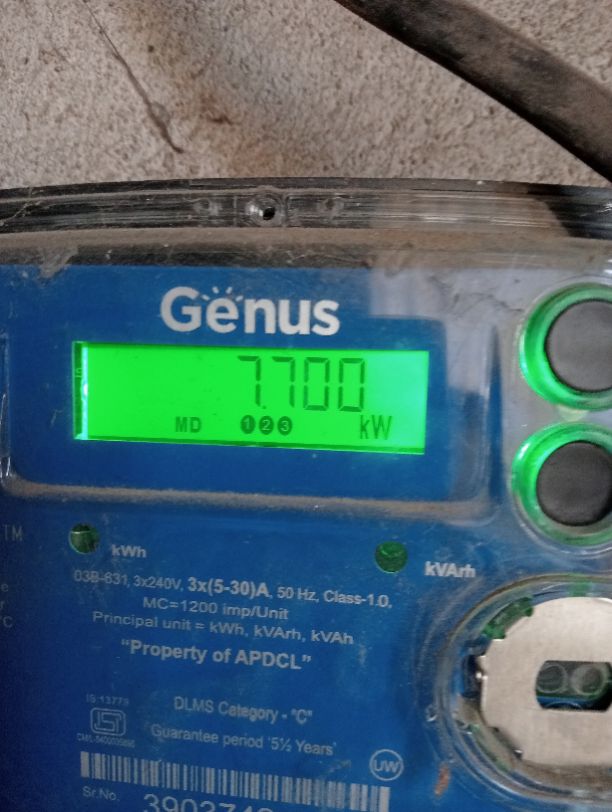 Genus
7.700
MD 1 2 3 kW
TM
kWh
kVArh
03B-631, 3x240V, 3x(5-30)A, 50 Hz, Class-1.0,
MC=1200 imp/Unit
Principal unit = kWh, kVArh, kVAh
"Property of APDCL"
IS:13779
DLMS Category - "C"
Guarantee period '5½ Years'
UW
Sr.No.